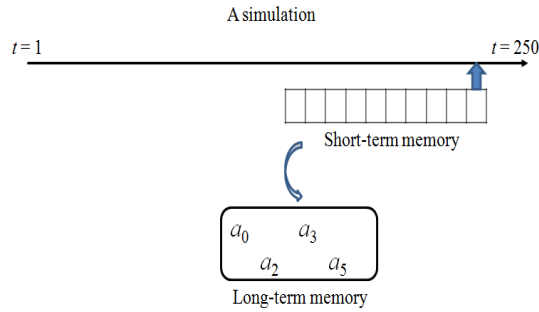 A simulation
t = 1
t = 250
Short-term memory
a₀ a₃
a₂ a₅
Long-term memory